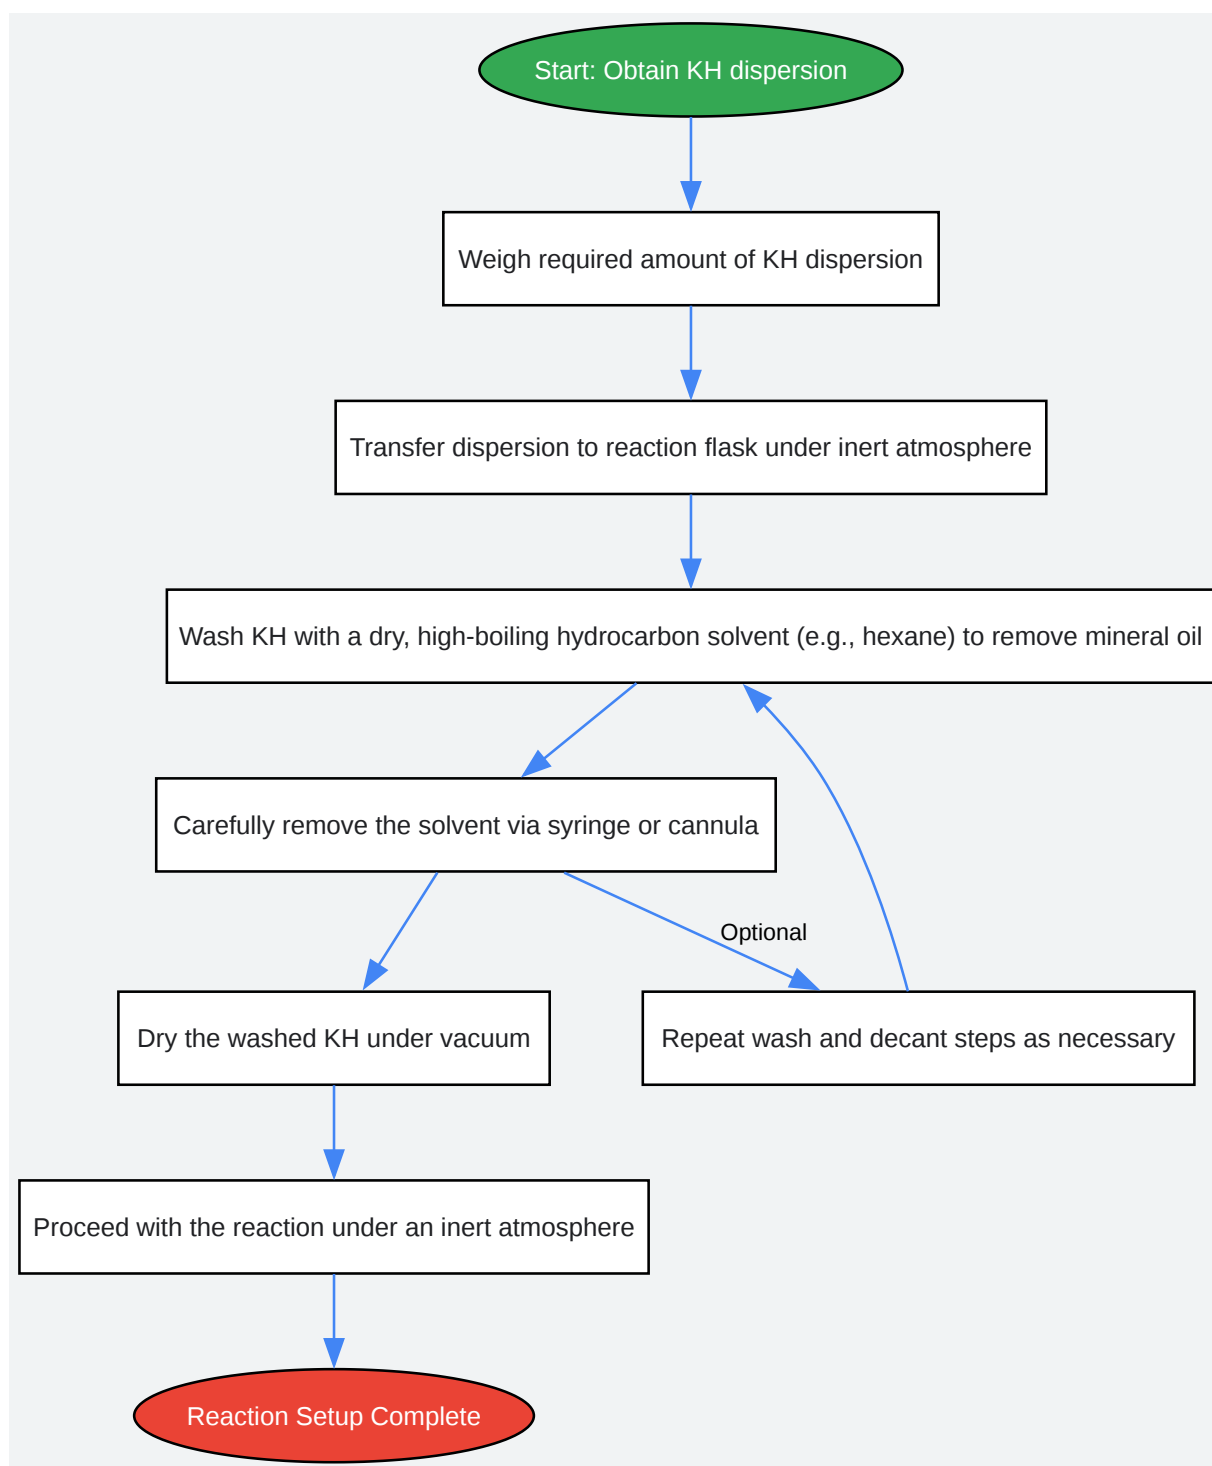 Start: Obtain KH dispersion
Weigh required amount of KH dispersion
Transfer dispersion to reaction flask under inert atmosphere
Wash KH with a dry, high-boiling hydrocarbon solvent (e.g., hexane) to remove mineral oil
Carefully remove the solvent via syringe or cannula
Optional
Dry the washed KH under vacuum
Repeat wash and decant steps as necessary
Proceed with the reaction under an inert atmosphere
Reaction Setup Complete